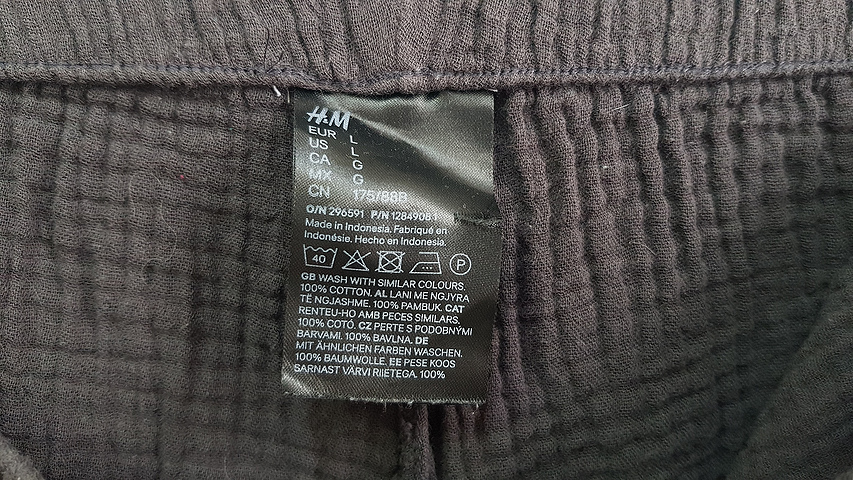 H&M
EUR L
US L
CA G
MX G
CN 175/88B
O/N 296591 P/N 1284908.1
Made in Indonesia. Fabriqué en
Indonésie. Hecho en Indonesia.
40 P
GB WASH WITH SIMILAR COLOURS.
100% COTTON. AL LANI ME NGJYRA
TË NGJASHME. 100% PAMBUK. CAT
RENTEU-HO AMB PECES SIMILARS.
100% COTÓ. CZ PERTE S PODOBNÝMI
BARVAMI. 100% BAVLNA. DE
MIT ÄHNLICHEN FARBEN WASCHEN.
100% BAUMWOLLE. EE PESE KOOS
SARNAST VÄRVI RIIETEGA. 100%